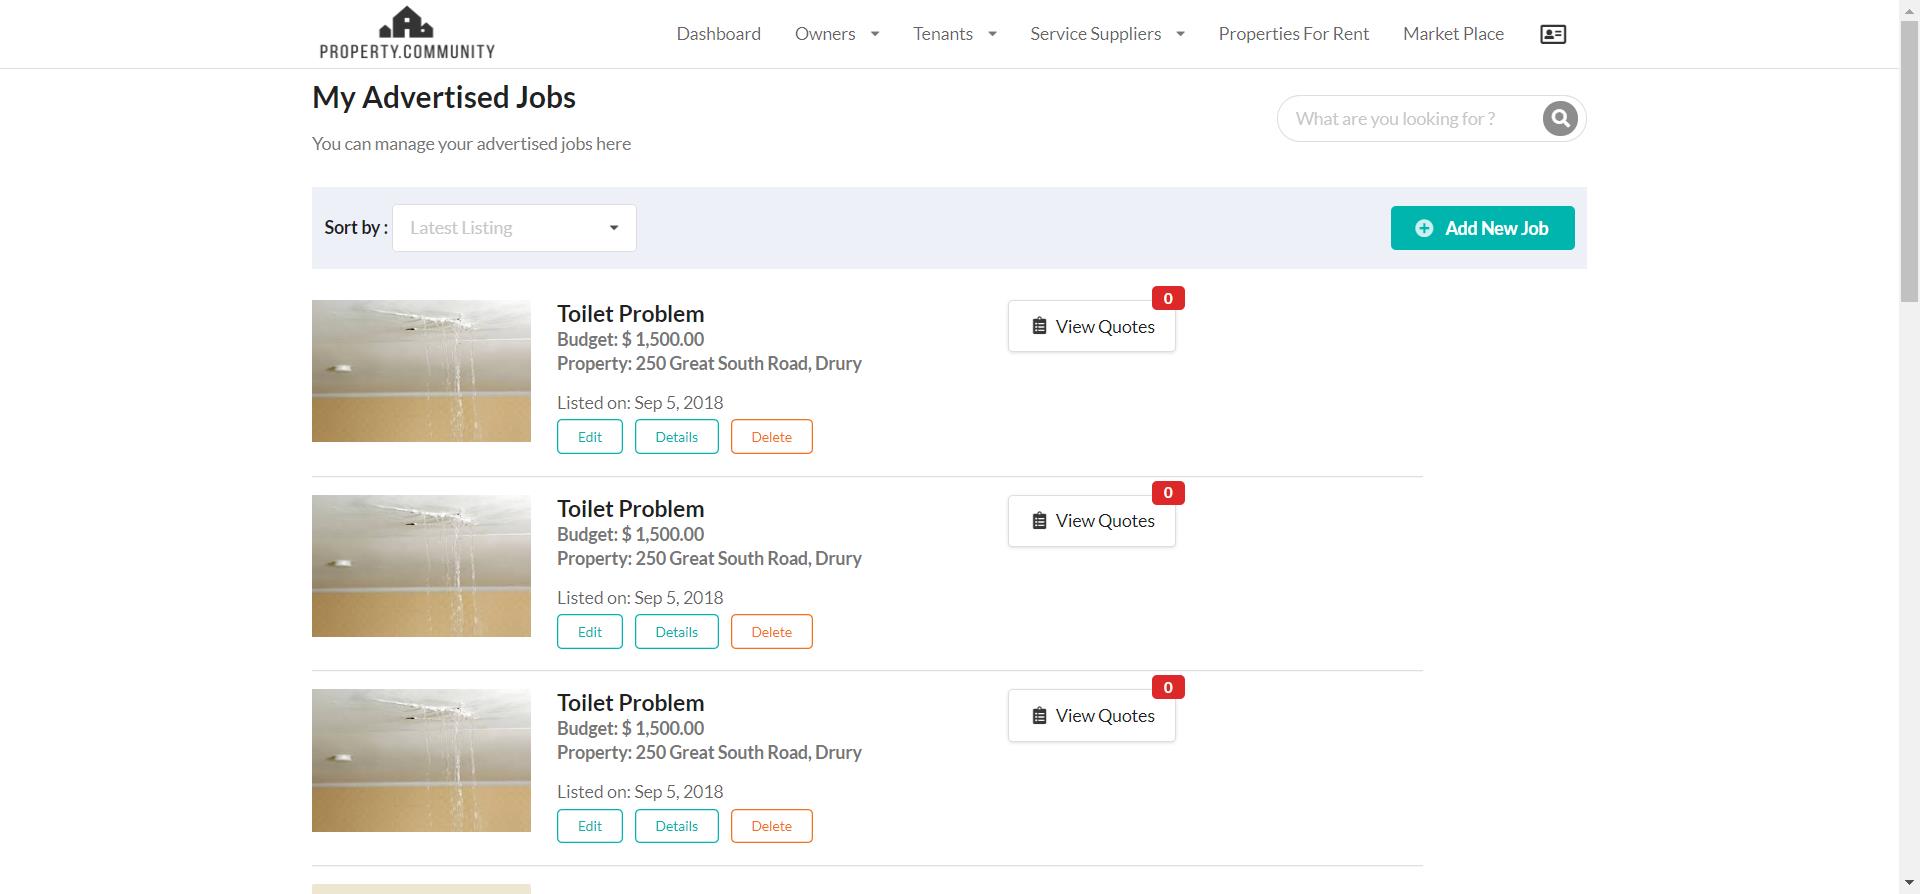 PROPERTY.COMMUNITY
Dashboard Owners Tenants Service Suppliers Properties For Rent Market Place
My Advertised Jobs
What are you looking for ?
You can manage your advertised jobs here
Sort by : Latest Listing
Add New Job
Toilet Problem
Budget: $ 1,500.00
Property: 250 Great South Road, Drury
Listed on: Sep 5, 2018
Edit Details Delete
0
View Quotes
Toilet Problem
Budget: $ 1,500.00
Property: 250 Great South Road, Drury
Listed on: Sep 5, 2018
Edit Details Delete
0
View Quotes
Toilet Problem
Budget: $ 1,500.00
Property: 250 Great South Road, Drury
Listed on: Sep 5, 2018
Edit Details Delete
0
View Quotes